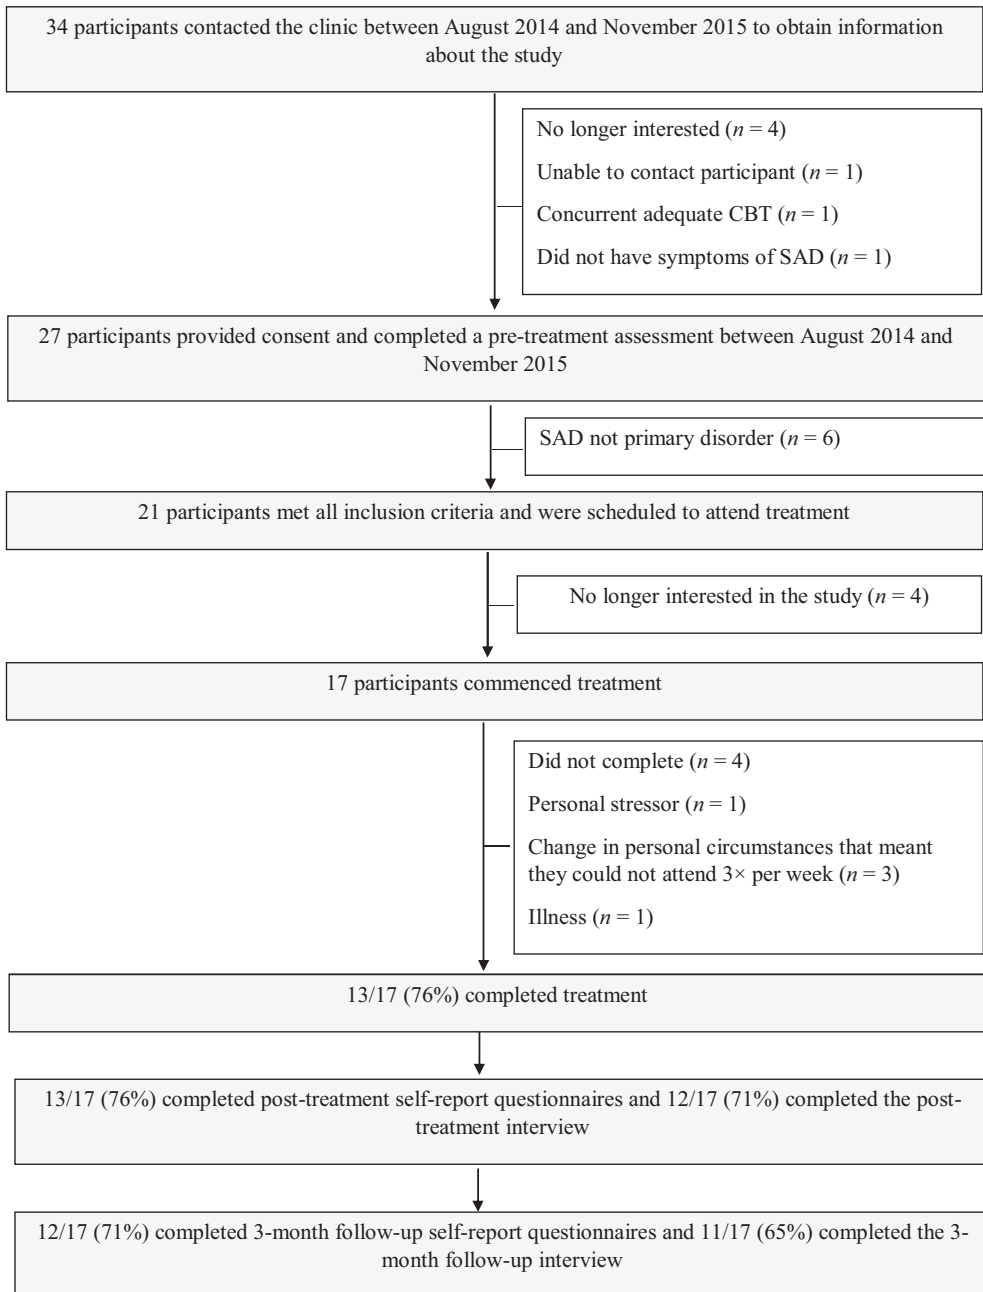 34 participants contacted the clinic between August 2014 and November 2015 to obtain information
about the study
No longer interested (n = 4)
Unable to contact participant (n = 1)
Concurrent adequate CBT (n = 1)
Did not have symptoms of SAD (n = 1)
27 participants provided consent and completed a pre-treatment assessment between August 2014 and
November 2015
SAD not primary disorder (n = 6)
21 participants met all inclusion criteria and were scheduled to attend treatment
No longer interested in the study (n = 4)
17 participants commenced treatment
Did not complete (n = 4)
Personal stressor (n = 1)
Change in personal circumstances that meant
they could not attend 3× per week (n = 3)
Illness (n = 1)
13/17 (76%) completed treatment
13/17 (76%) completed post-treatment self-report questionnaires and 12/17 (71%) completed the post-
treatment interview
12/17 (71%) completed 3-month follow-up self-report questionnaires and 11/17 (65%) completed the 3-
month follow-up interview